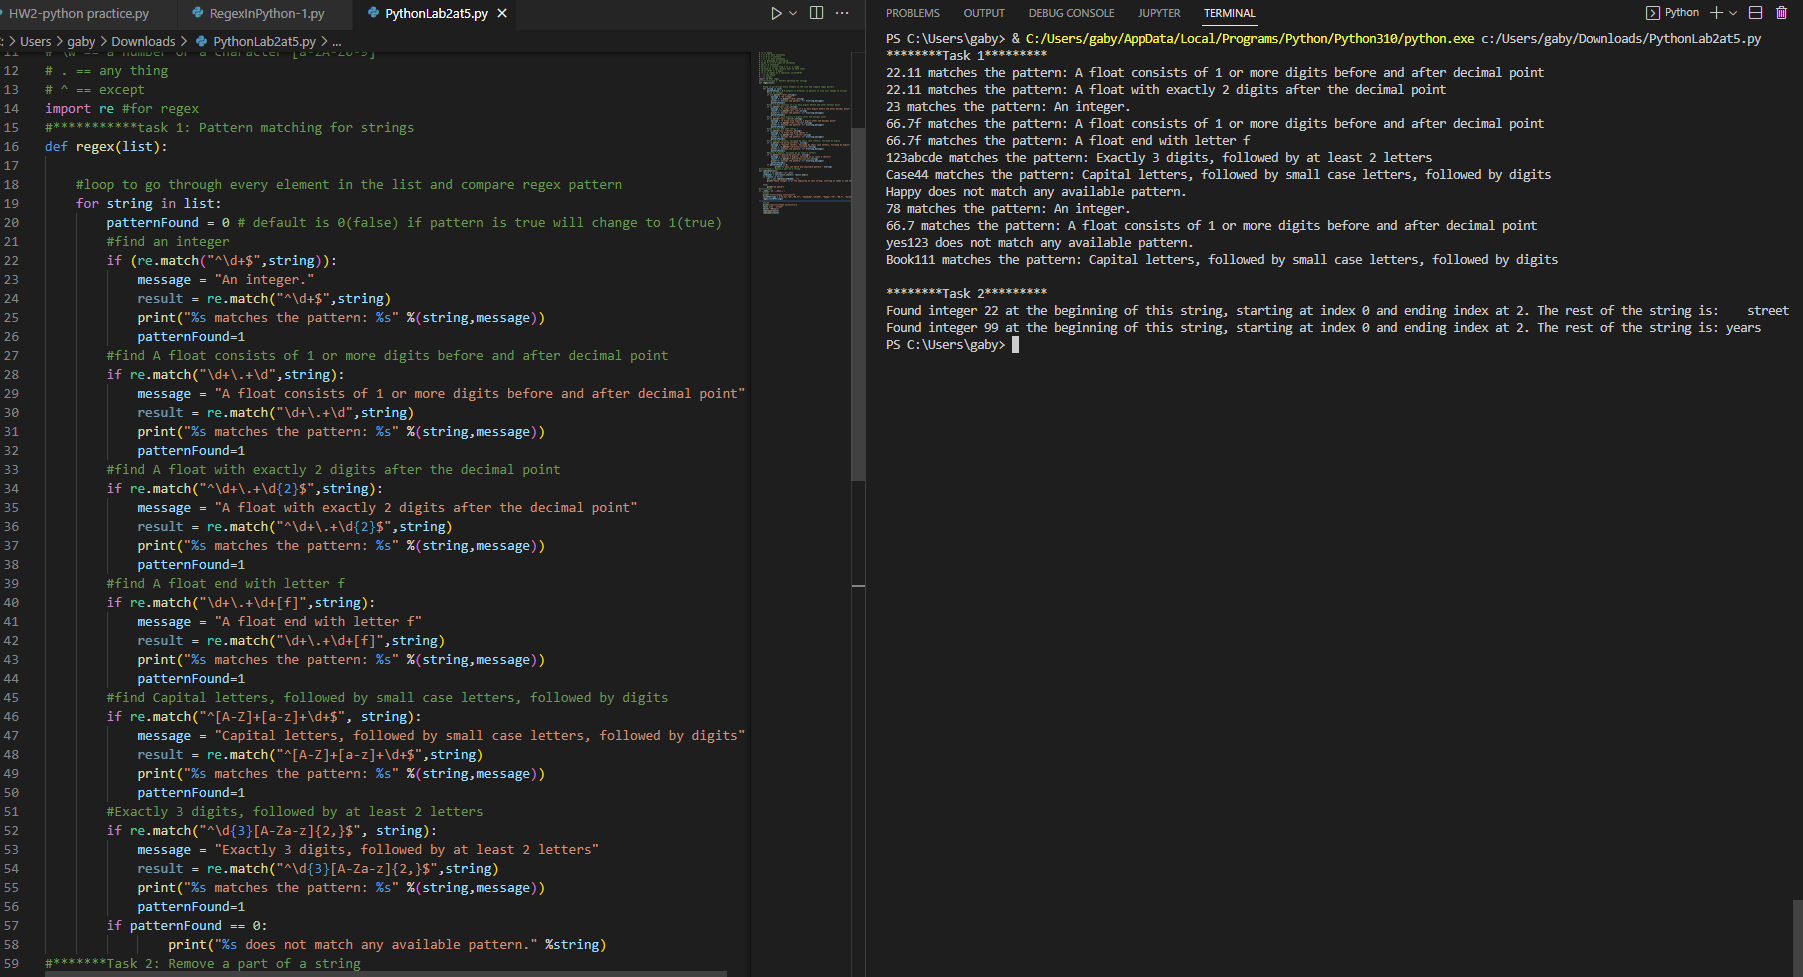 HW2-python practice.py
RegexInPython-1.py
PythonLab2at5.py
: > Users > gaby > Downloads > PythonLab2at5.py > ...
12 # . == any thing
13 # ^ == except
14 import re #for regex
15 #***********task 1: Pattern matching for strings
16 def regex(list):
17
18 #loop to go through every element in the list and compare regex pattern
19 for string in list:
20 patternFound = 0 # default is 0(false) if pattern is true will change to 1(true)
21 #find an integer
22 if (re.match("^\d+$",string)):
23 message = "An integer."
24 result = re.match("^\d+$",string)
25 print("%s matches the pattern: %s" %(string,message))
26 patternFound=1
27 #find A float consists of 1 or more digits before and after decimal point
28 if re.match("\d+\.+\d",string):
29 message = "A float consists of 1 or more digits before and after decimal point"
30 result = re.match("\d+\.+\d",string)
31 print("%s matches the pattern: %s" %(string,message))
32 patternFound=1
33 #find A float with exactly 2 digits after the decimal point
34 if re.match("^\d+\.+\d{2}$",string):
35 message = "A float with exactly 2 digits after the decimal point"
36 result = re.match("^\d+\.+\d{2}$",string)
37 print("%s matches the pattern: %s" %(string,message))
38 patternFound=1
39 #find A float end with letter f
40 if re.match("\d+\.+\d+[f]",string):
41 message = "A float end with letter f"
42 result = re.match("\d+\.+\d+[f]",string)
43 print("%s matches the pattern: %s" %(string,message))
44 patternFound=1
45 #find Capital letters, followed by small case letters, followed by digits
46 if re.match("^[A-Z]+[a-z]+\d+$", string):
47 message = "Capital letters, followed by small case letters, followed by digits"
48 result = re.match("^[A-Z]+[a-z]+\d+$",string)
49 print("%s matches the pattern: %s" %(string,message))
50 patternFound=1
51 #Exactly 3 digits, followed by at least 2 letters
52 if re.match("^\d{3}[A-Za-z]{2,}$", string):
53 message = "Exactly 3 digits, followed by at least 2 letters"
54 result = re.match("^\d{3}[A-Za-z]{2,}$",string)
55 print("%s matches the pattern: %s" %(string,message))
56 patternFound=1
57 if patternFound == 0:
58 print("%s does not match any available pattern." %string)
59 #*******Task 2: Remove a part of a string
PROBLEMS OUTPUT DEBUG CONSOLE JUPYTER TERMINAL
Python
PS C:\Users\gaby> & C:/Users/gaby/AppData/Local/Programs/Python/Python310/python.exe c:/Users/gaby/Downloads/PythonLab2at5.py
********Task 1*********
22.11 matches the pattern: A float consists of 1 or more digits before and after decimal point
22.11 matches the pattern: A float with exactly 2 digits after the decimal point
23 matches the pattern: An integer.
66.7f matches the pattern: A float consists of 1 or more digits before and after decimal point
66.7f matches the pattern: A float end with letter f
123abcde matches the pattern: Exactly 3 digits, followed by at least 2 letters
Case44 matches the pattern: Capital letters, followed by small case letters, followed by digits
Happy does not match any available pattern.
78 matches the pattern: An integer.
66.7 matches the pattern: A float consists of 1 or more digits before and after decimal point
yes123 does not match any available pattern.
Book111 matches the pattern: Capital letters, followed by small case letters, followed by digits
********Task 2*********
Found integer 22 at the beginning of this string, starting at index 0 and ending index at 2. The rest of the string is:    street
Found integer 99 at the beginning of this string, starting at index 0 and ending index at 2. The rest of the string is: years
PS C:\Users\gaby>